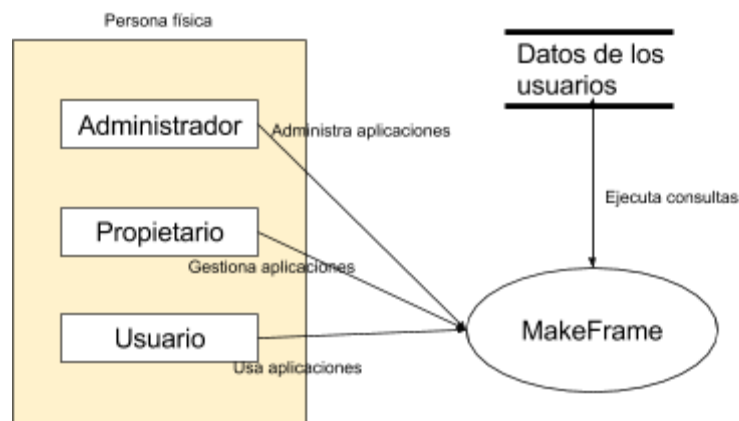 Persona física
Datos de los
usuarios
Administrador
Administra aplicaciones
Propietario
Ejecuta consultas
Gestiona aplicaciones
Usuario
MakeFrame
Usa aplicaciones